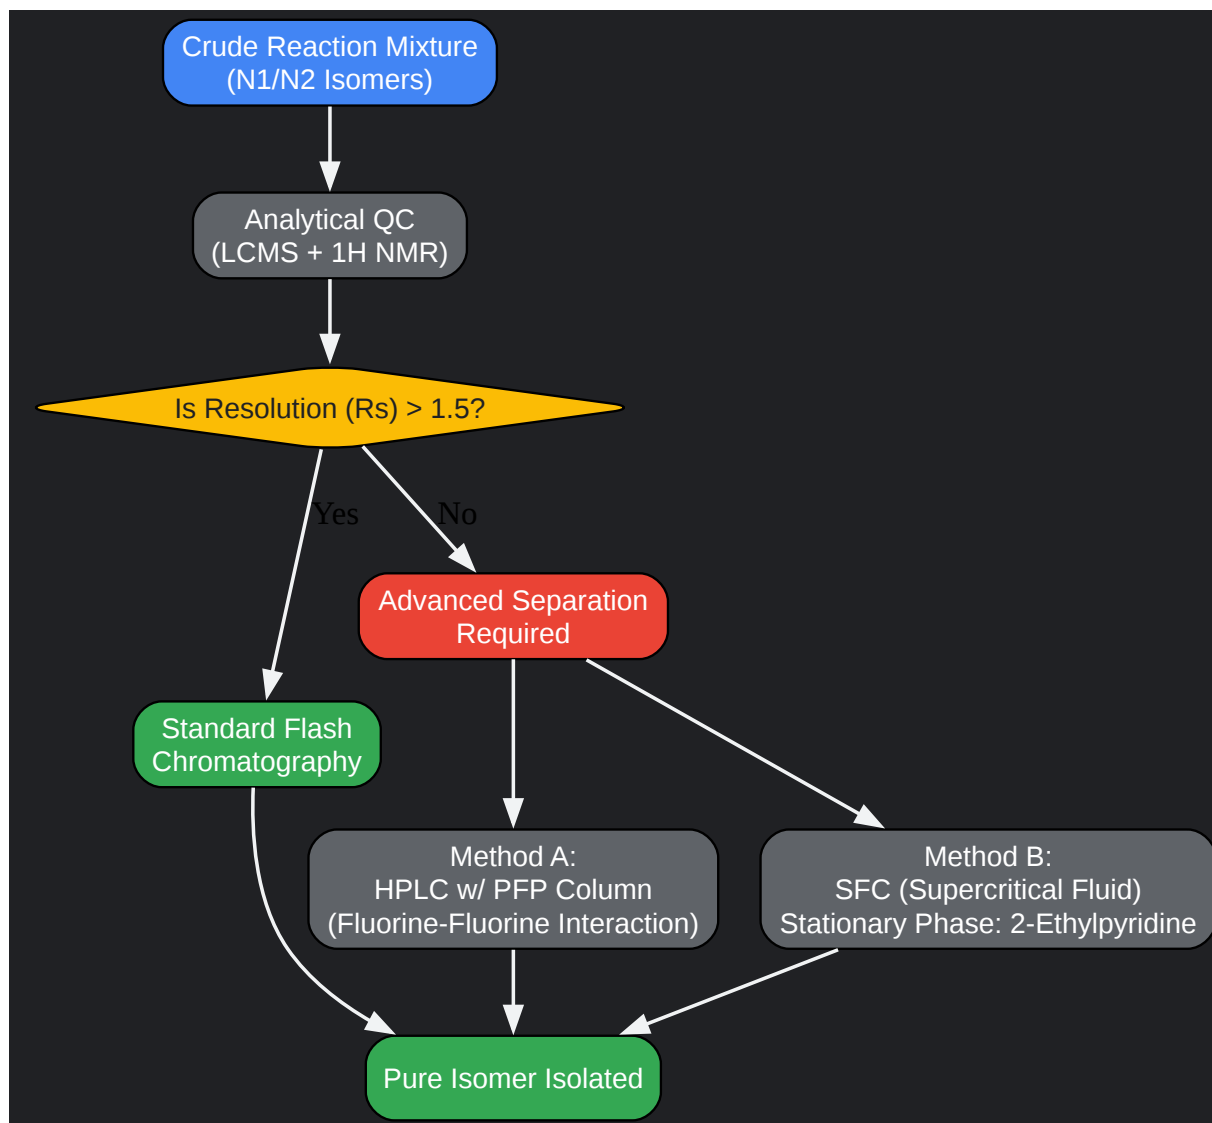 Crude Reaction Mixture
(N1/N2 Isomers)
Analytical QC
(LCMS + 1H NMR)
Is Resolution (Rs) > 1.5?
Yes
No
Advanced Separation
Required
Standard Flash
Chromatography
Method A:
HPLC w/ PFP Column
(Fluorine-Fluorine Interaction)
Method B:
SFC (Supercritical Fluid)
Stationary Phase: 2-Ethylpyridine
Pure Isomer Isolated